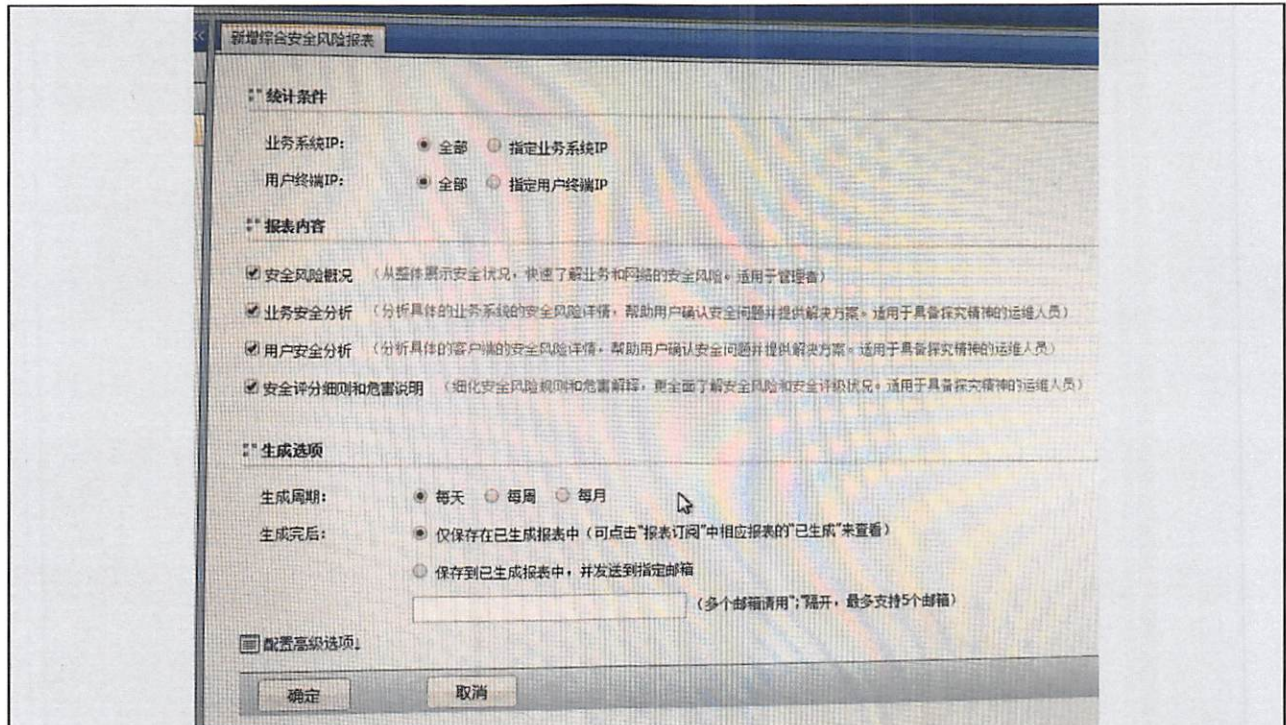 新增综合安全风险报表
统计条件
业务系统IP: 全部 指定业务系统IP
用户终端IP: 全部 指定用户终端IP
报表内容
安全风险概况 (从整体展示安全状况，快速了解业务和网络的安全风险。适用于管理者)
业务安全分析 (分析具体的业务系统的安全风险详情，帮助用户确认安全问题并提供解决方案。适用于具备探究精神的运维人员)
用户安全分析 (分析具体的客户端的安全风险详情，帮助用户确认安全问题并提供解决方案。适用于具备探究精神的运维人员)
安全评分细则和危害说明 (细化安全风险规则和危害解释，更全面了解安全风险和安全评级状况。适用于具备探究精神的运维人员)
生成选项
生成周期: 每天 每周 每月
生成完后: 仅保存在已生成报表中 (可点击"报表订阅"中相应报表的"已生成"来查看)
保存到已生成报表中，并发送到指定邮箱
(多个邮箱请用";"隔开，最多支持5个邮箱)
配置高级选项↓
确定 取消